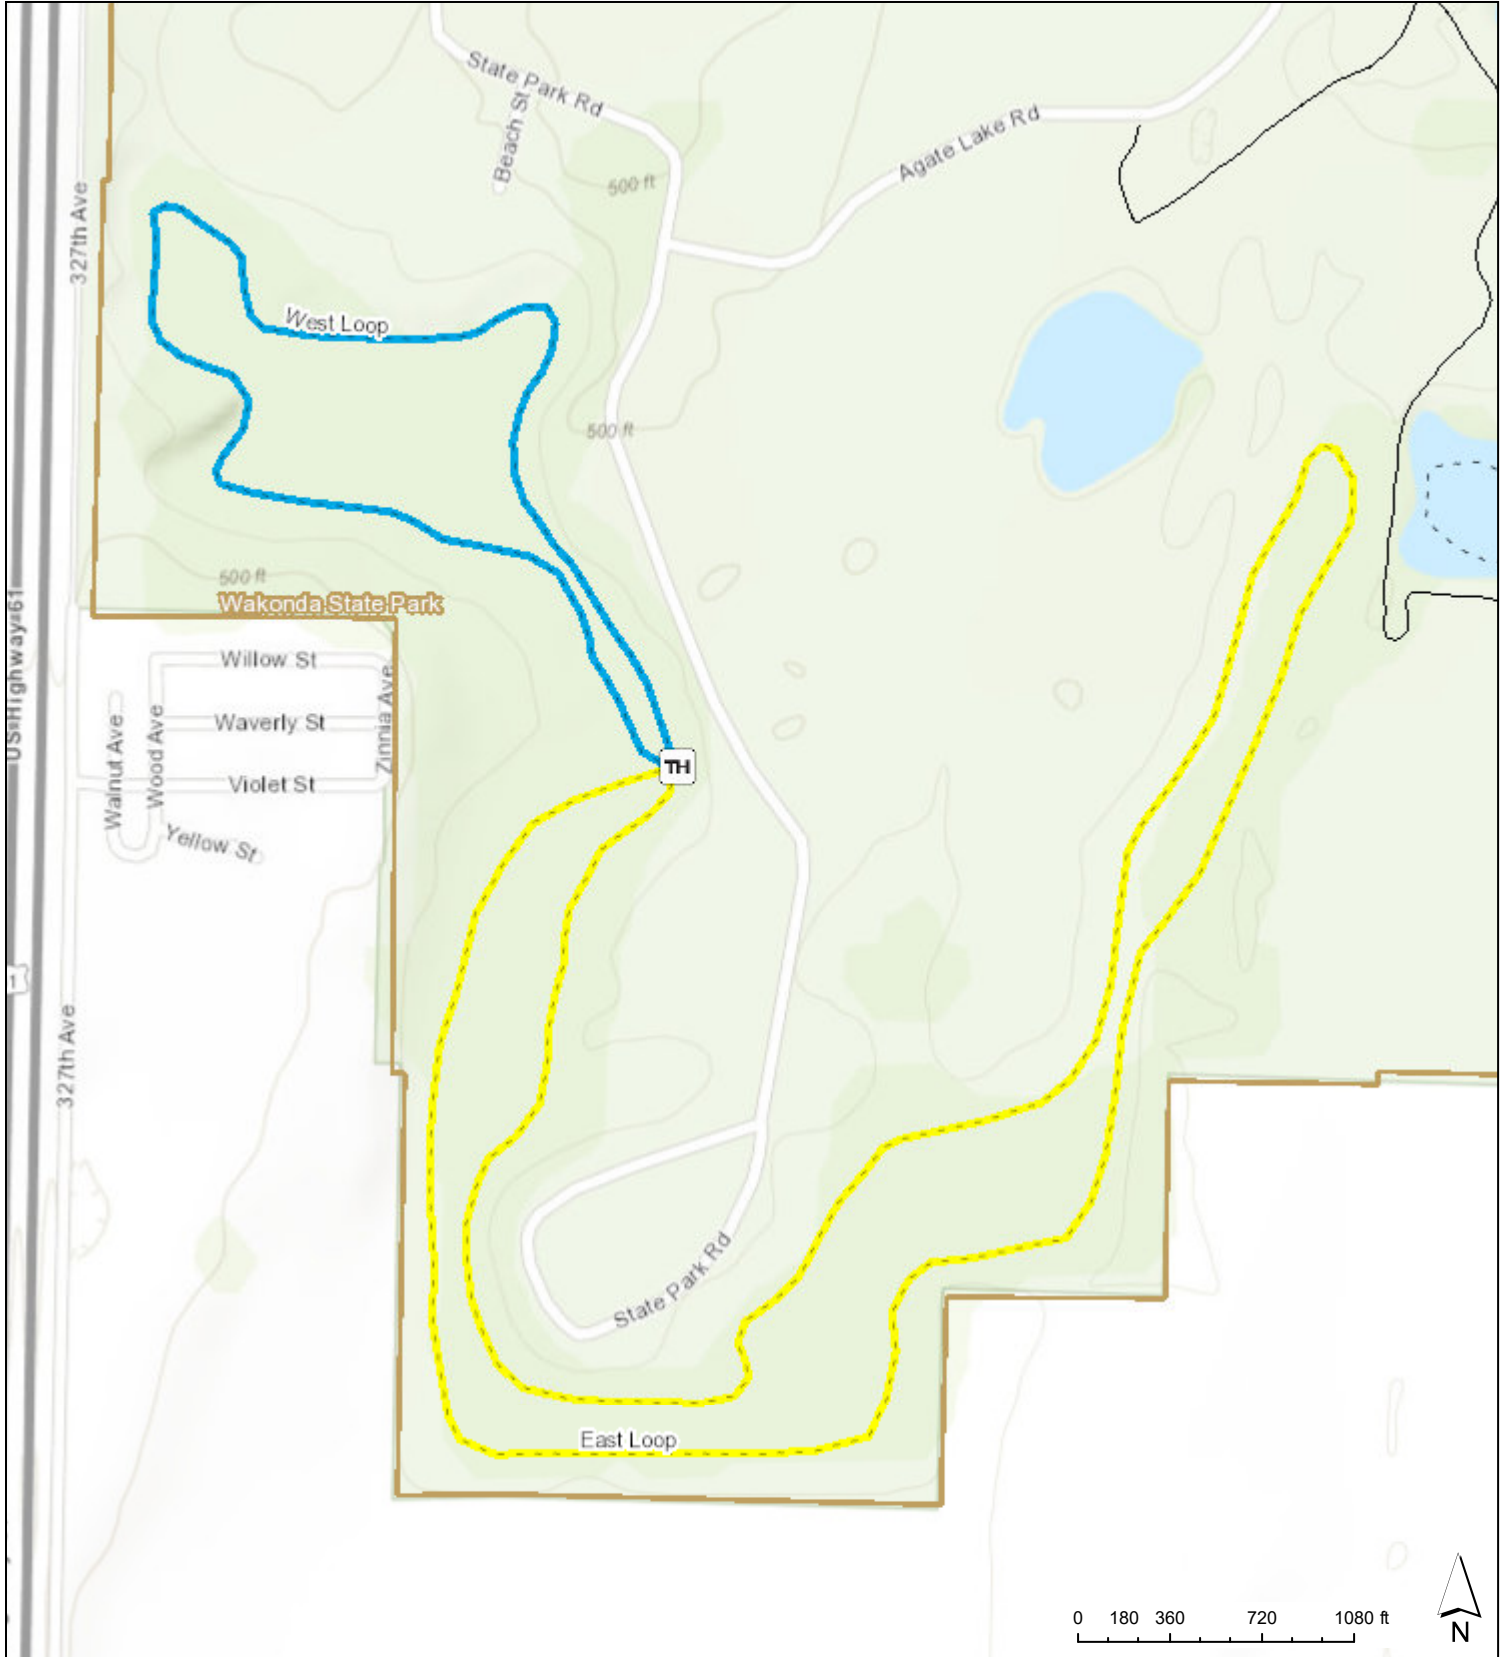 State Park Rd
Beach St
Agate Lake Rd
500 ft
327th Ave
West Loop
500 ft
500 ft
Wakonda State Park
US Highway 61
Willow St
Zinnia Ave
Waverly St
Walnut Ave
Wood Ave
TH
Violet St
Yellow St
1
327th Ave
State Park Rd
East Loop
0 180 360 720 1080 ft
N